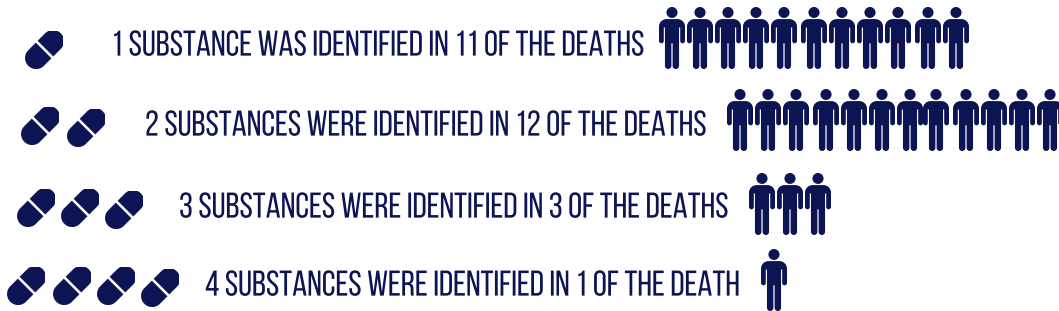 1 SUBSTANCE WAS IDENTIFIED IN 11 OF THE DEATHS
2 SUBSTANCES WERE IDENTIFIED IN 12 OF THE DEATHS
3 SUBSTANCES WERE IDENTIFIED IN 3 OF THE DEATHS
4 SUBSTANCES WERE IDENTIFIED IN 1 OF THE DEATH